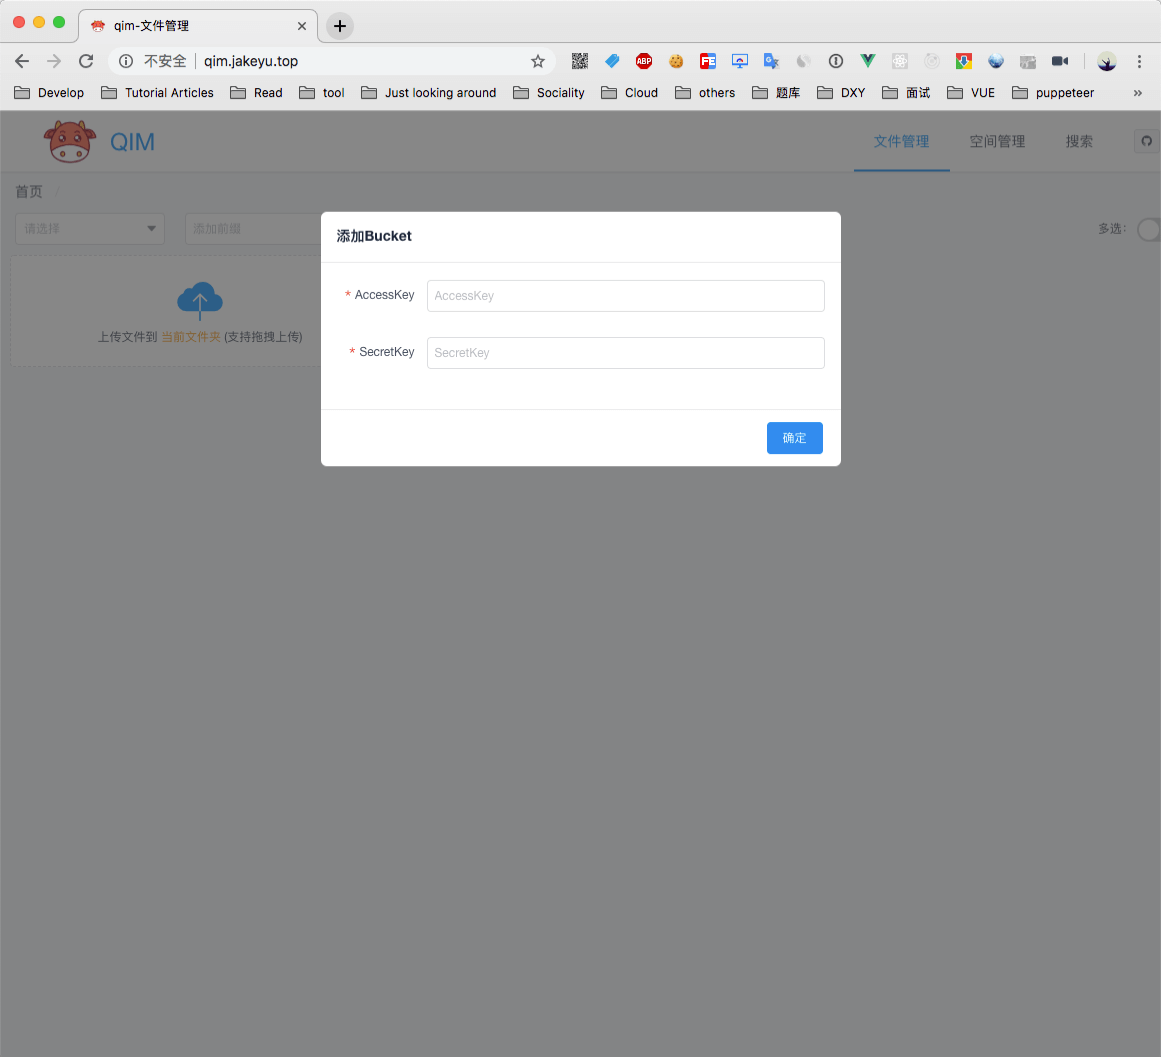 qim-文件管理
不安全 qim.jakeyu.top ABP FE
Develop Tutorial Articles Read tool Just looking around Sociality Cloud others 题库 DXY 面试 VUE puppeteer »
QIM 文件管理 空间管理 搜索
首页 /
请选择 添加前缀 多选:
添加Bucket
* AccessKey AccessKey
上传文件到 当前文件夹 (支持拖拽上传)
* SecretKey SecretKey
确定